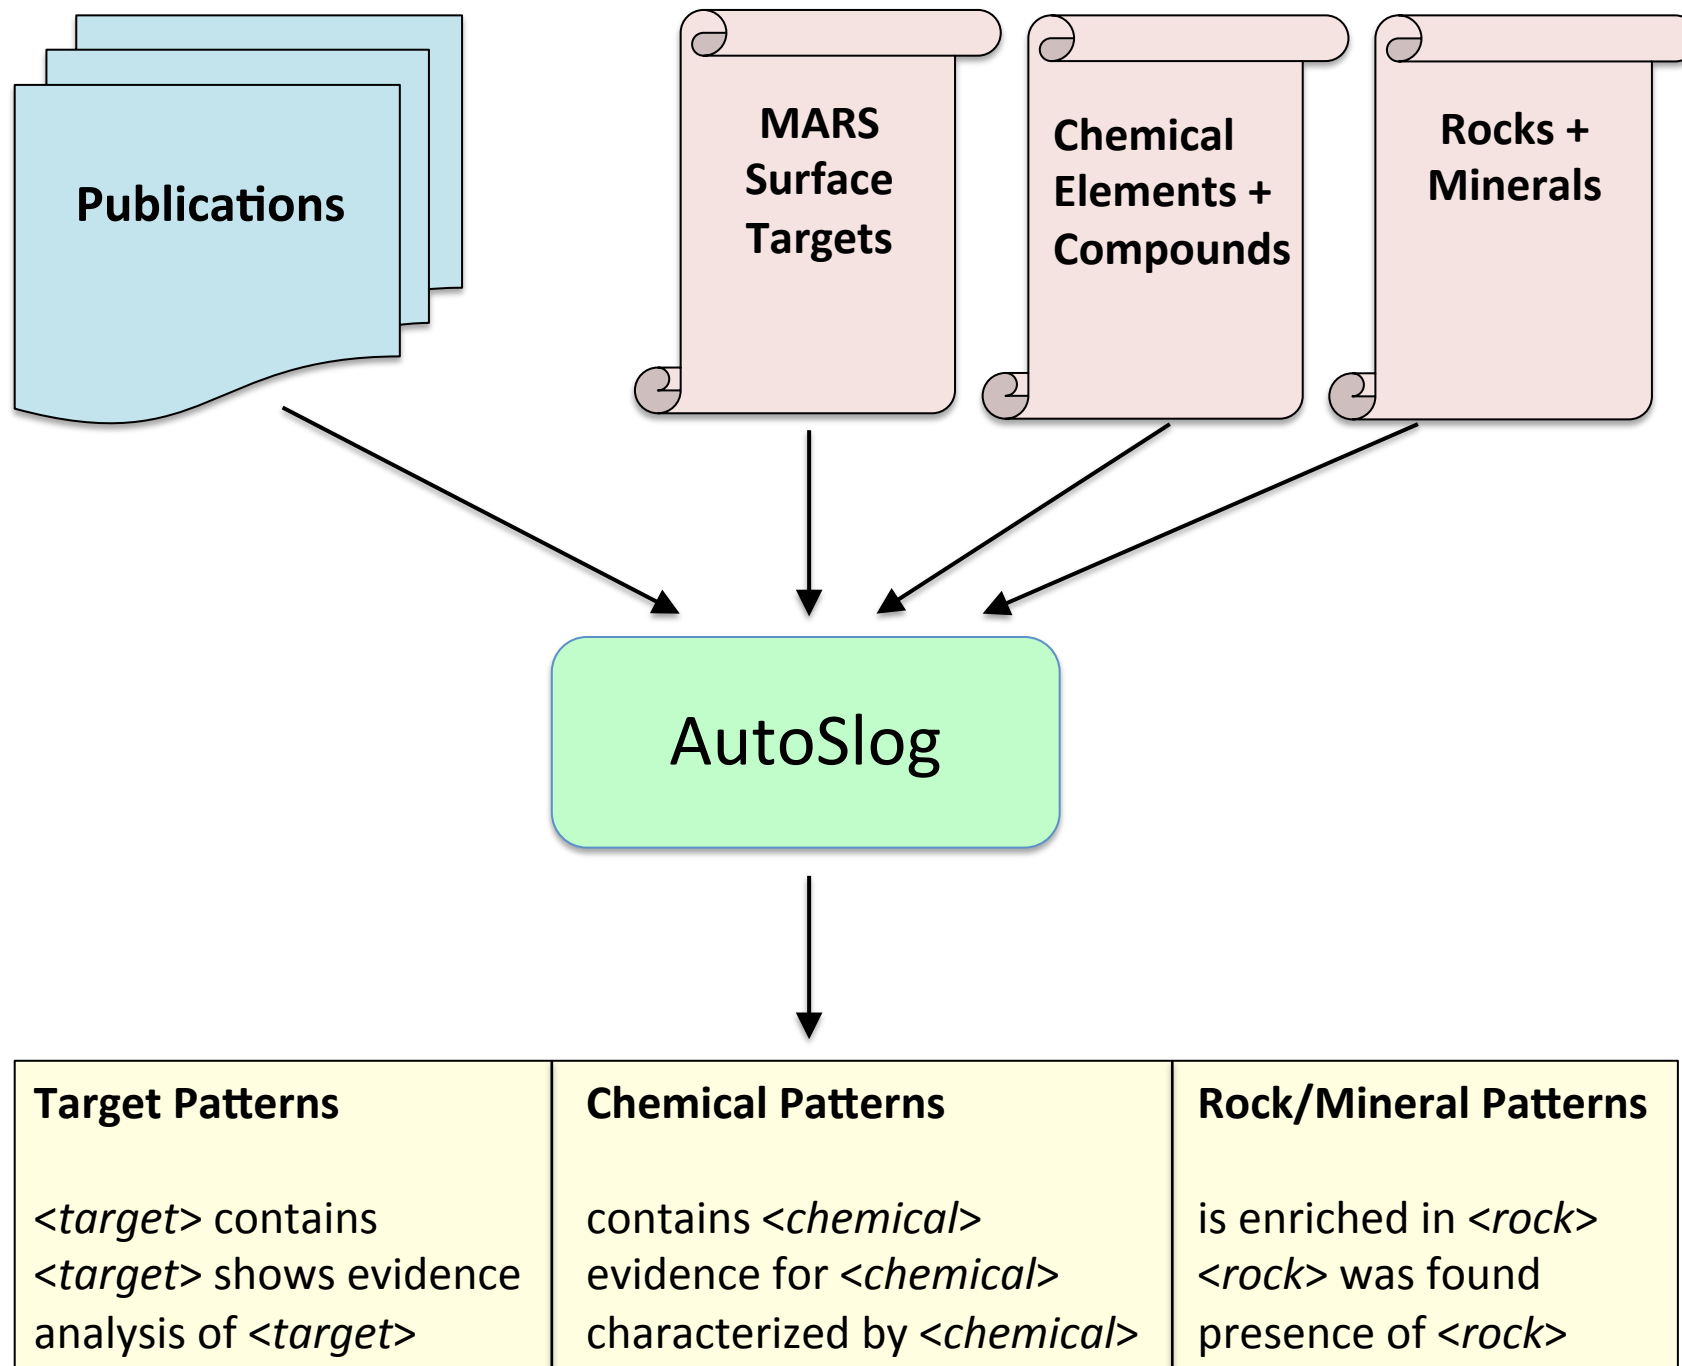 Publications
MARS
Surface
Targets
Chemical
Elements +
Compounds
Rocks +
Minerals
AutoSlog
Target Patterns
<target> contains
<target> shows evidence
analysis of <target>
Chemical Patterns
contains <chemical>
evidence for <chemical>
characterized by <chemical>
Rock/Mineral Patterns
is enriched in <rock>
<rock> was found
presence of <rock>